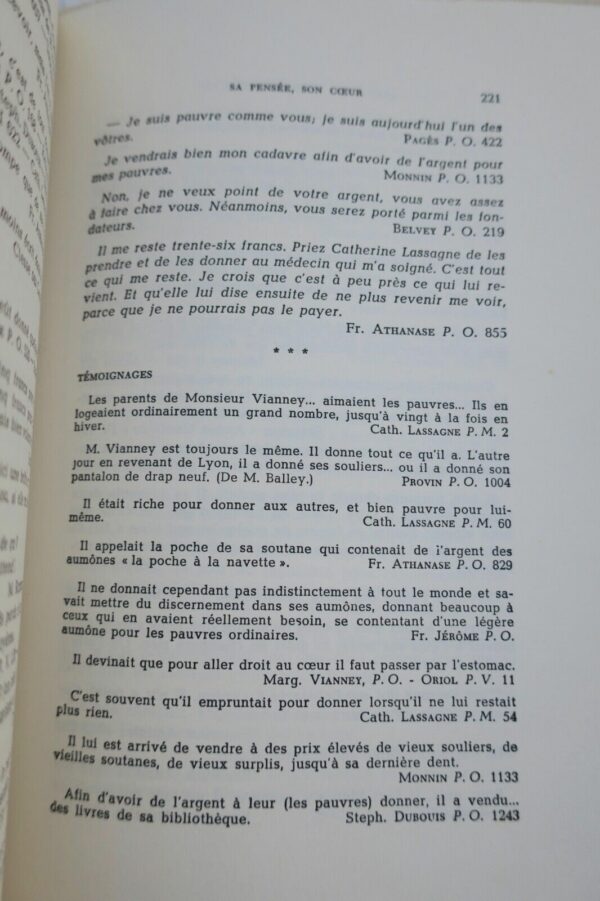 SA PENSÉE, SON CŒUR 221
— Je suis pauvre comme vous; je suis aujourd'hui l'un des
vôtres. PAGÈS P. O. 422
Je vendrais bien mon cadavre afin d'avoir de l'argent pour
mes pauvres. MONNIN P. O. 1133
Non, je ne veux point de votre argent, vous avez assez
à faire chez vous. Néanmoins, vous serez porté parmi les fon-
dateurs. BELVEY P. O. 219
Il me reste trente-six francs. Priez Catherine Lassagne de les
prendre et de les donner au médecin qui m'a soigné. C'est tout
ce qui me reste. Je crois que c'est à peu près ce qui lui re-
vient. Et qu'elle lui dise ensuite de ne plus revenir me voir,
parce que je ne pourrais pas le payer.
Fr. ATHANASE P. O. 855
* * *
TÉMOIGNAGES
Les parents de Monsieur Vianney... aimaient les pauvres... Ils en
logeaient ordinairement un grand nombre, jusqu'à vingt à la fois en
hiver. Cath. LASSAGNE P. M. 2
M. Vianney est toujours le même. Il donne tout ce qu'il a. L'autre
jour en revenant de Lyon, il a donné ses souliers... ou il a donné son
pantalon de drap neuf. (De M. Balley.) PROVIN P. O. 1004
Il était riche pour donner aux autres, et bien pauvre pour lui-
même. Cath. LASSAGNE P. M. 60
Il appelait la poche de sa soutane qui contenait de l'argent des
aumônes « la poche à la navette ». Fr. ATHANASE P. O. 829
Il ne donnait cependant pas indistinctement à tout le monde et sa-
vait mettre du discernement dans ses aumônes, donnant beaucoup à
ceux qui en avaient réellement besoin, se contentant d'une légère
aumône pour les pauvres ordinaires. Fr. JÉRÔME P. O.
Il devinait que pour aller droit au cœur il faut passer par l'estomac.
Marg. VIANNEY, P. O. - ORIOL P. V. 11
C'est souvent qu'il empruntait pour donner lorsqu'il ne lui restait
plus rien. Cath. LASSAGNE P. M. 54
Il lui est arrivé de vendre à des prix élevés de vieux souliers, de
vieilles soutanes, de vieux surplis, jusqu'à sa dernière dent.
MONNIN P. O. 1133
Afin d'avoir de l'argent à leur (les pauvres) donner, il a vendu...
des livres de sa bibliothèque. Steph. DUBOUIS P. O. 1243